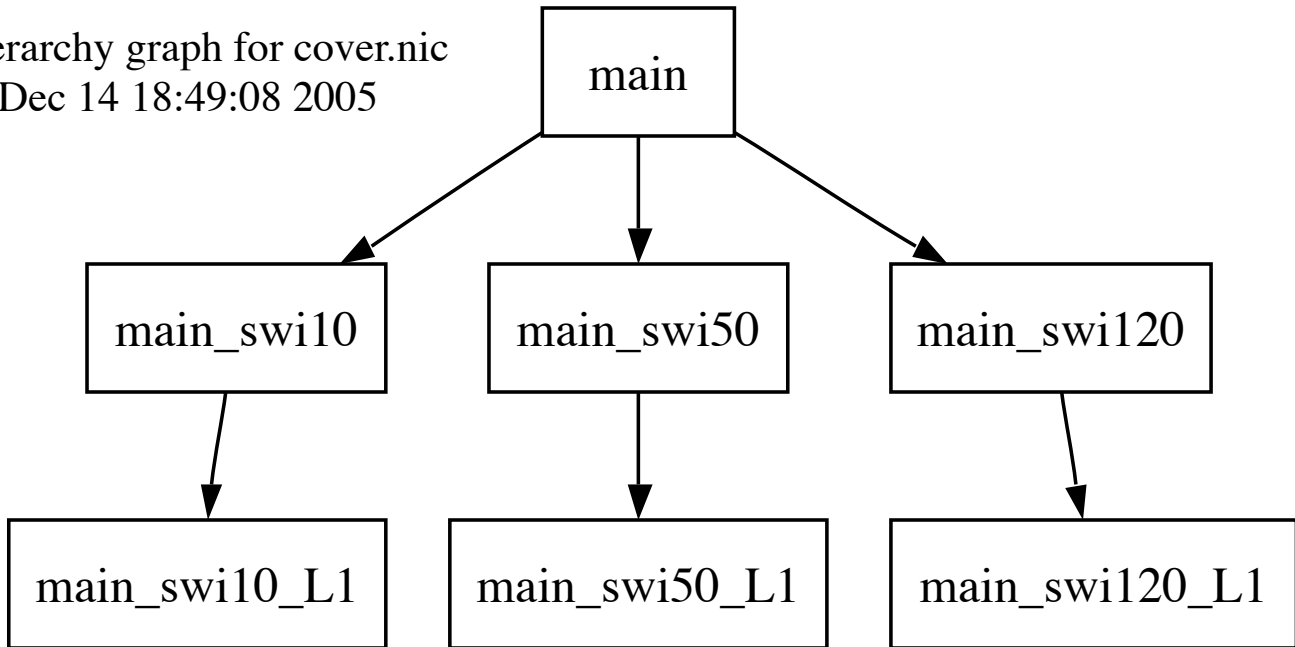 erarchy graph for cover.nic
Dec 14 18:49:08 2005
main
main_swi10
main_swi50
main_swi120
main_swi10_L1
main_swi50_L1
main_swi120_L1